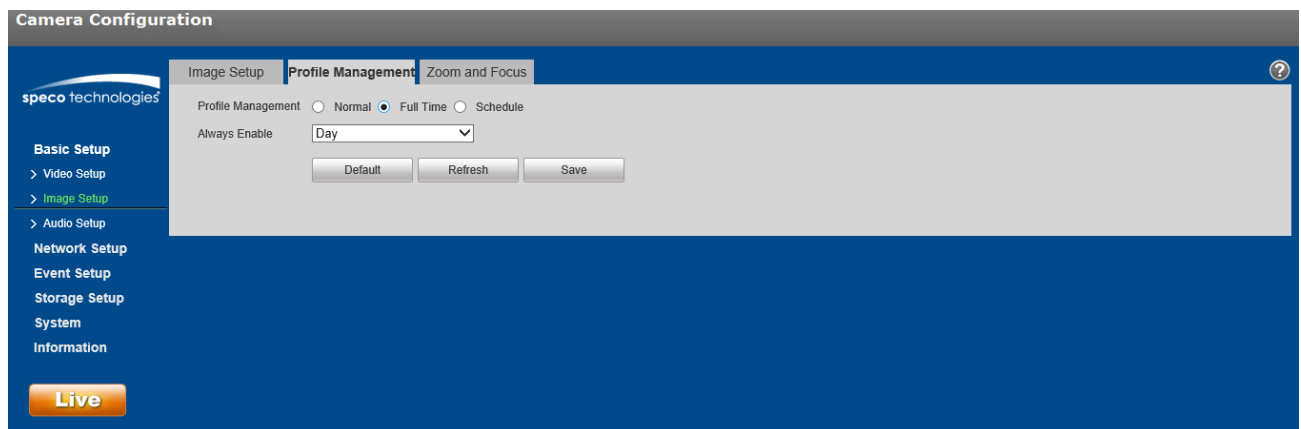 Camera Configuration
Image Setup Profile Management Zoom and Focus ?
speco technologies®
Profile Management Normal Full Time Schedule
Always Enable Day
Default Refresh Save
Basic Setup
> Video Setup
> Image Setup
> Audio Setup
Network Setup
Event Setup
Storage Setup
System
Information
Live